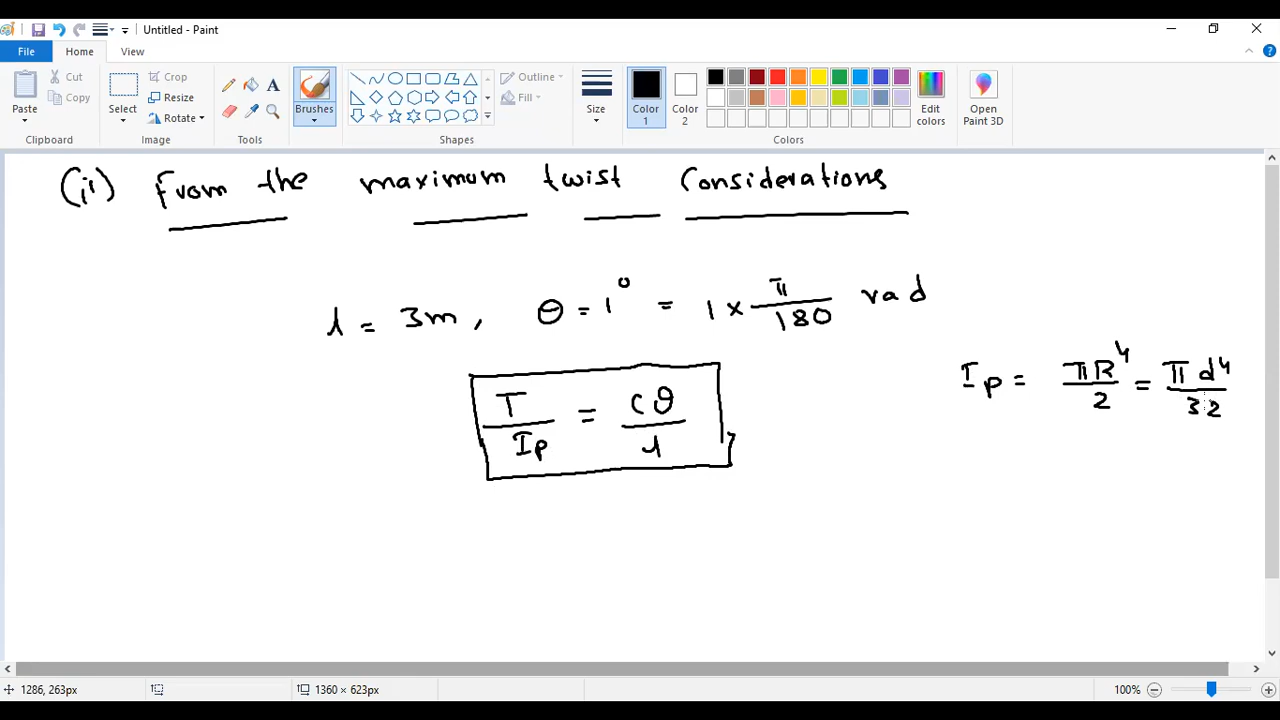 Untitled - Paint
File Home View
Paste Cut Copy Clipboard
Select Crop Resize Rotate Image
Tools
Brushes
Outline Fill Shapes
Size
Color 1 Color 2 Edit colors Colors
Open Paint 3D
(ii) From the maximum twist Considerations
l = 3m, θ = 1° = 1 × π/180 rad
T/Ip = Cθ/l
Ip = πR⁴/2 = πd⁴/32
1286, 263px 1360 × 623px 100%